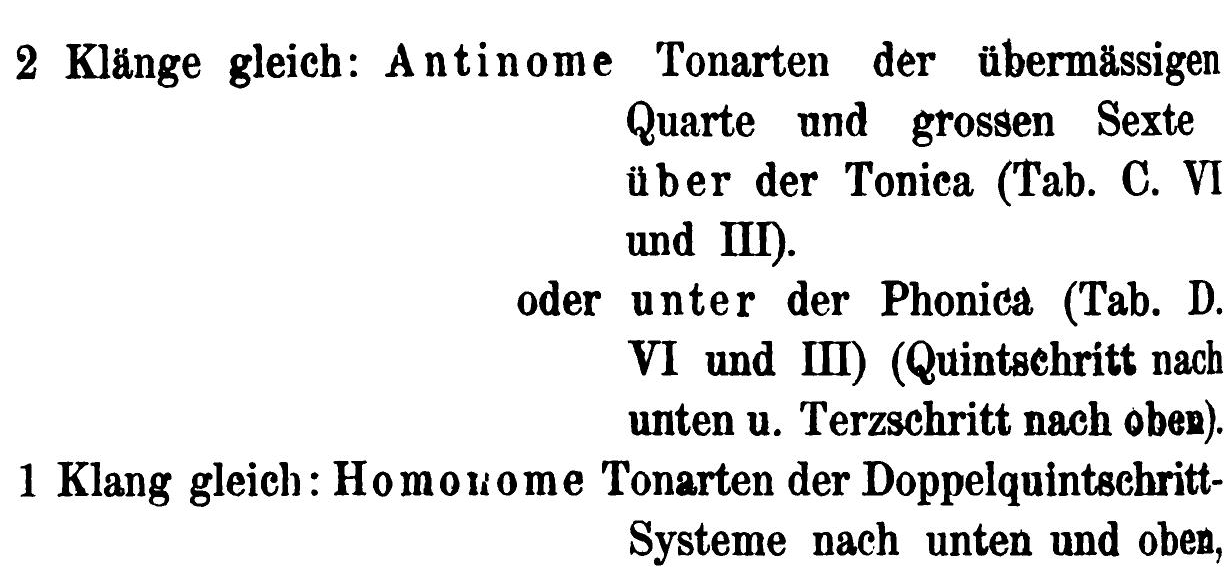 2 Klänge gleich: Antinome Tonarten der übermässigen
Quarte und grossen Sexte
über der Tonica (Tab. C. VI
und III).
oder unter der Phonica (Tab. D.
VI und III) (Quintschritt nach
unten u. Terzschritt nach oben).
1 Klang gleich: Homonome Tonarten der Doppelquintschritt-
Systeme nach unten und oben,